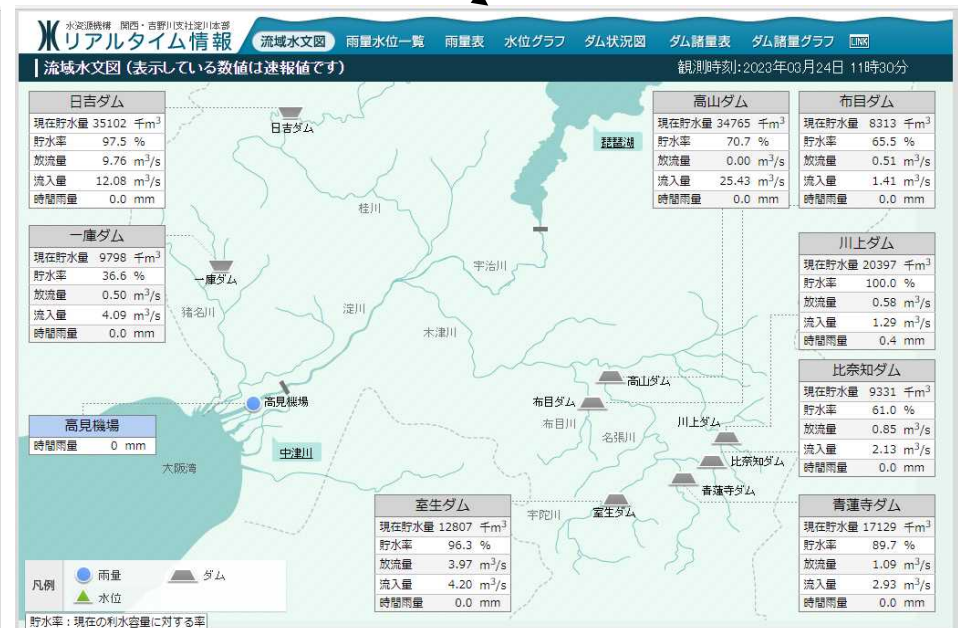 水資源機構 関西・吉野川支社淀川本部
リアルタイム情報
流域水文図 雨量水位一覧 雨量表 水位グラフ ダム状況図 ダム諸量表 ダム諸量グラフ LINK
流域水文図 (表示している数値は速報値です) 観測時刻:2023年03月24日 11時30分
日吉ダム
現在貯水量 35102 千m³
貯水率 97.5 %
放流量 9.76 m³/s
流入量 12.08 m³/s
時間雨量 0.0 mm
日吉ダム
琵琶湖
高山ダム
現在貯水量 34765 千m³
貯水率 70.7 %
放流量 0.00 m³/s
流入量 25.43 m³/s
時間雨量 0.0 mm
布目ダム
現在貯水量 8313 千m³
貯水率 65.5 %
放流量 0.51 m³/s
流入量 1.41 m³/s
時間雨量 0.0 mm
桂川
一庫ダム
現在貯水量 9798 千m³
貯水率 36.6 %
放流量 0.50 m³/s
流入量 4.09 m³/s
時間雨量 0.0 mm
一庫ダム
宇治川
猪名川
淀川
木津川
川上ダム
現在貯水量 20397 千m³
貯水率 100.0 %
放流量 0.58 m³/s
流入量 1.29 m³/s
時間雨量 0.4 mm
高山ダム
布目ダム
高見機場
布目川
名張川
川上ダム
比奈知ダム
現在貯水量 9331 千m³
貯水率 61.0 %
放流量 0.85 m³/s
流入量 2.13 m³/s
時間雨量 0.0 mm
高見機場
時間雨量 0 mm
中津川
大阪湾
比奈知ダム
青蓮寺ダム
室生ダム
現在貯水量 12807 千m³
貯水率 96.3 %
放流量 3.97 m³/s
流入量 4.20 m³/s
時間雨量 0.0 mm
宇陀川
室生ダム
青蓮寺ダム
現在貯水量 17129 千m³
貯水率 89.7 %
放流量 1.09 m³/s
流入量 2.93 m³/s
時間雨量 0.0 mm
凡例
雨量 ダム
水位
貯水率：現在の利水容量に対する率